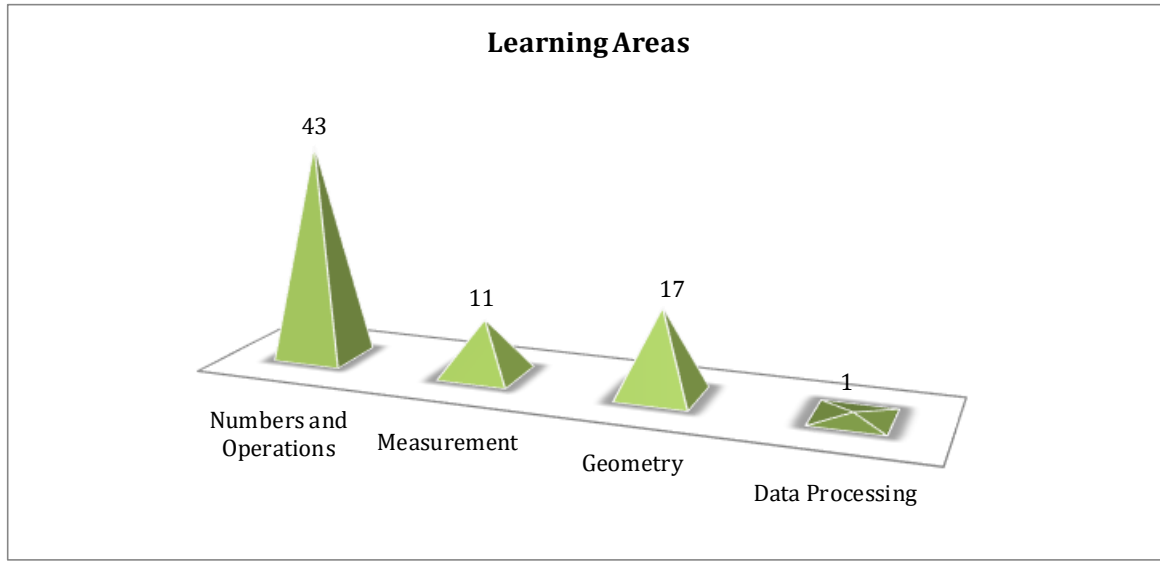 Learning Areas
43
11
17
1
Numbers and
Operations
Measurement
Geometry
Data Processing